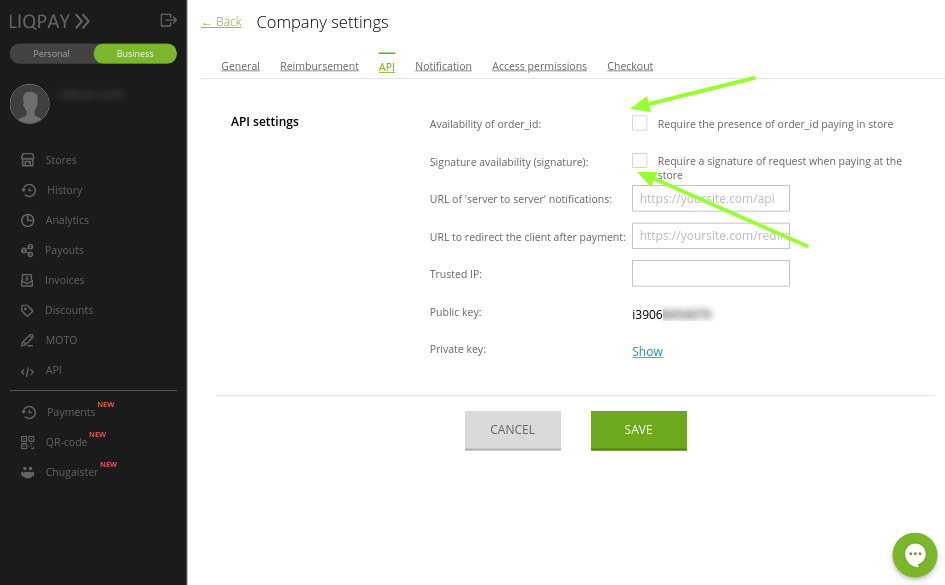 LIQPAY
Personal
Business
Stores
History
Analytics
Payouts
Invoices
Discounts
MOTO
API
Payments NEW
QR-code NEW
Chugaister NEW
← Back
Company settings
General Reimbursement API Notification Access permissions Checkout
API settings
Availability of order_id: Require the presence of order_id paying in store
Signature availability (signature): Require a signature of request when paying at the
store
URL of 'server to server' notifications: https://yoursite.com/api
URL to redirect the client after payment: https://yoursite.com/redire
Trusted IP:
Public key: i3906
Private key: Show
CANCEL SAVE